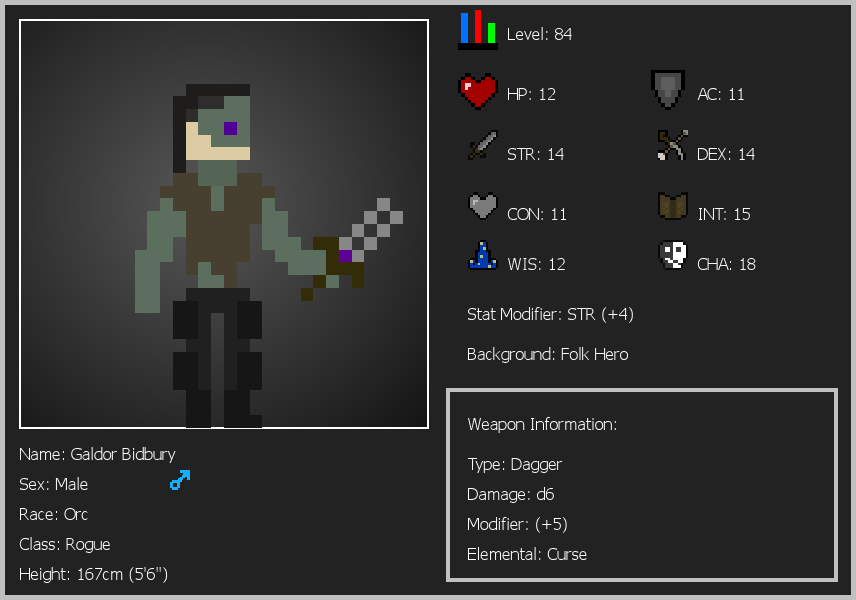 Level: 84
HP: 12
AC: 11
STR: 14
DEX: 14
CON: 11
INT: 15
WIS: 12
CHA: 18
Stat Modifier: STR (+4)
Background: Folk Hero
Weapon Information:
Type: Dagger
Damage: d6
Modifier: (+5)
Elemental: Curse
Name: Galdor Bidbury
Sex: Male
Race: Orc
Class: Rogue
Height: 167cm (5'6")